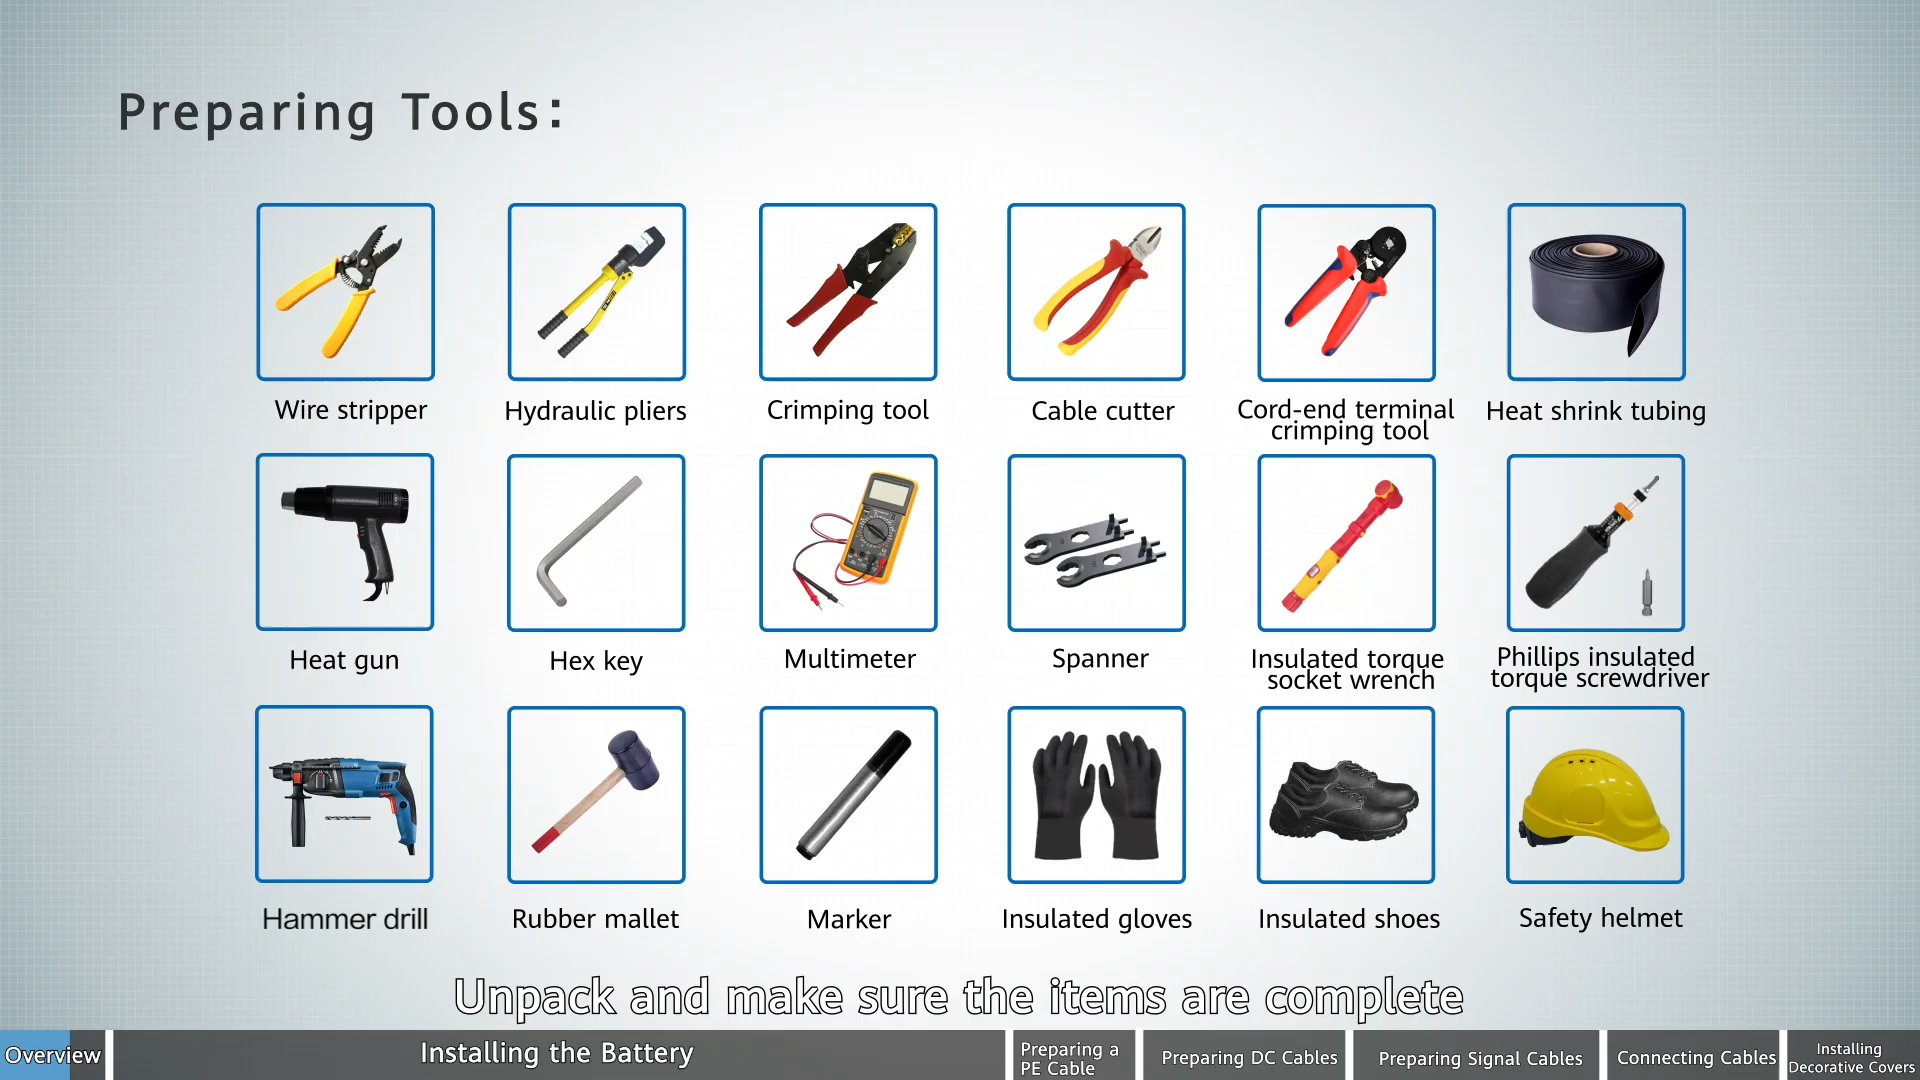 Preparing Tools:
Wire stripper
Hydraulic pliers
Crimping tool
Cable cutter
Cord-end terminal
crimping tool
Heat shrink tubing
Heat gun
Hex key
Multimeter
Spanner
Insulated torque
socket wrench
Phillips insulated
torque screwdriver
Hammer drill
Rubber mallet
Marker
Insulated gloves
Insulated shoes
Safety helmet
Unpack and make sure the items are complete
Overview
Installing the Battery
Preparing a
PE Cable
Preparing DC Cables
Preparing Signal Cables
Connecting Cables
Installing
Decorative Covers